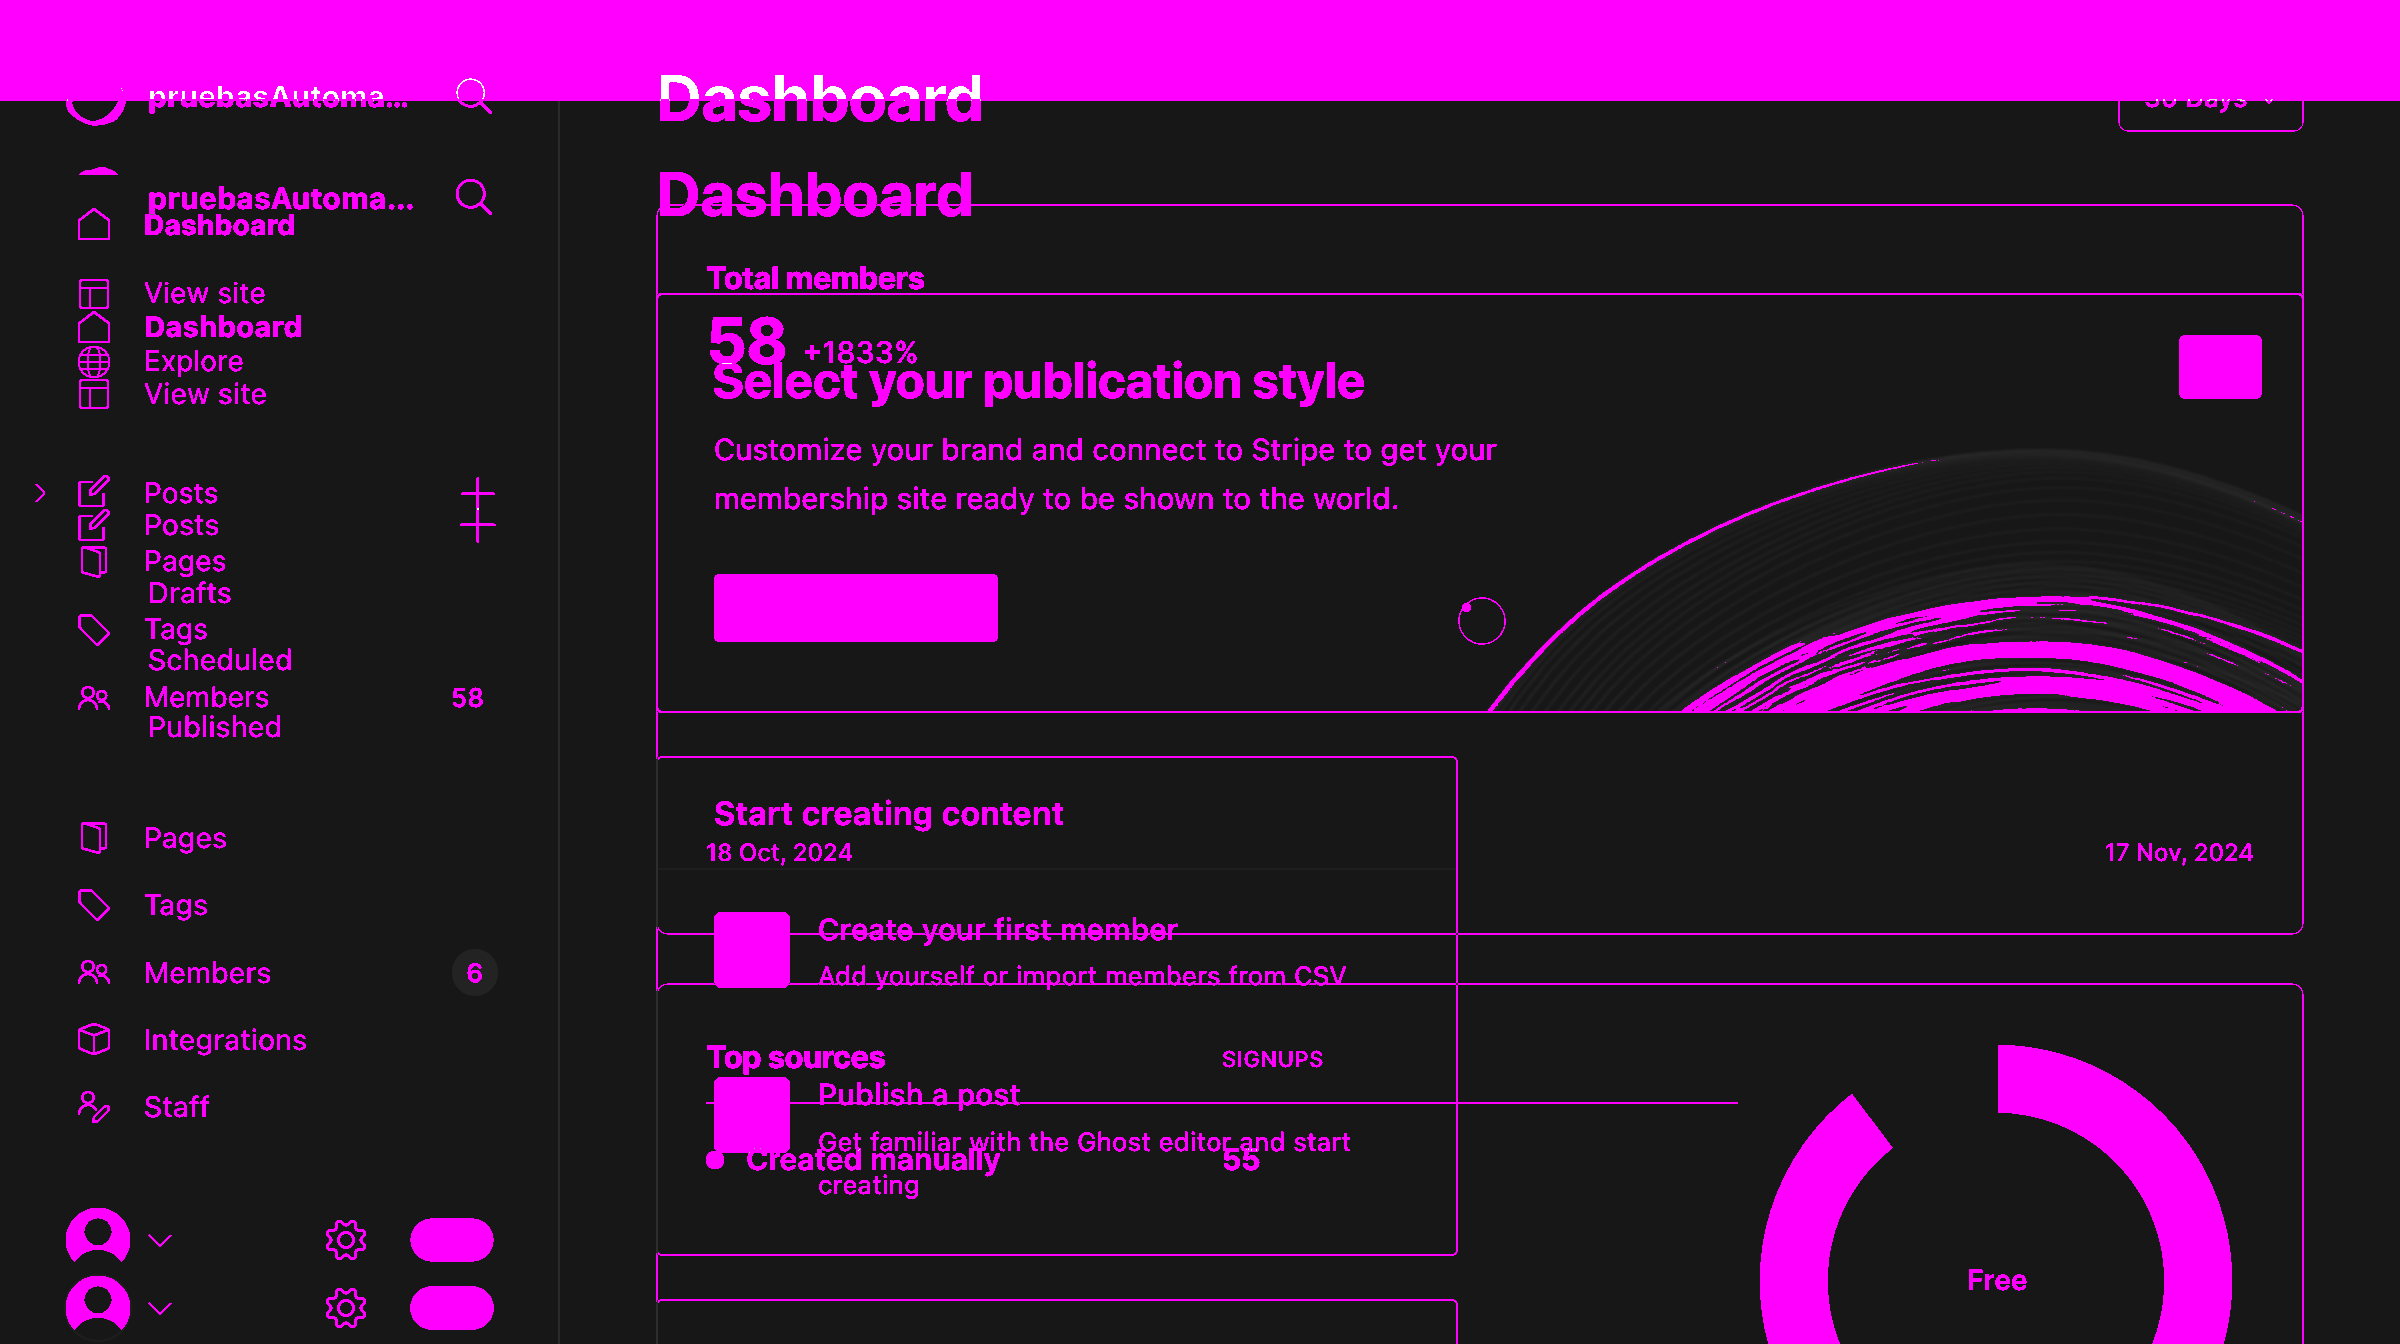 pruebasAutoma...
Dashboard
30 Days
pruebasAutoma...
Dashboard
Dashboard
View site
Dashboard
Explore
View site
Posts
Posts
Pages
Drafts
Tags
Scheduled
Members 58
Published
Pages
Tags
Members 6
Integrations
Staff
Total members
58 +1833%
Select your publication style
Customize your brand and connect to Stripe to get your
membership site ready to be shown to the world.
Start creating content
18 Oct, 2024
17 Nov, 2024
Create your first member
Add yourself or import members from CSV
Top sources
SIGNUPS
Publish a post
Get familiar with the Ghost editor and start
Created manually 55
creating
Free